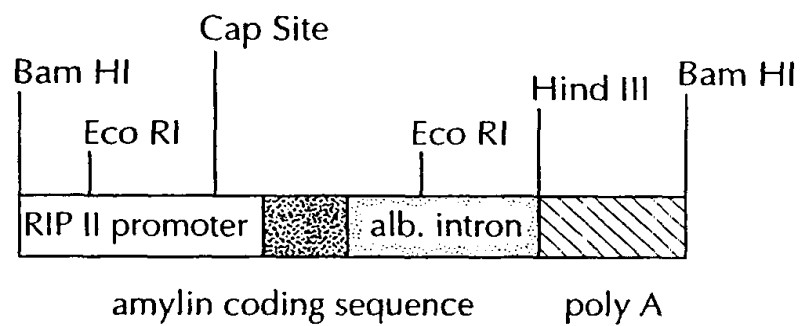 Cap Site
Bam HI
Hind III
Bam HI
Eco RI
Eco RI
RIP II promoter
alb. intron
amylin coding sequence
poly A